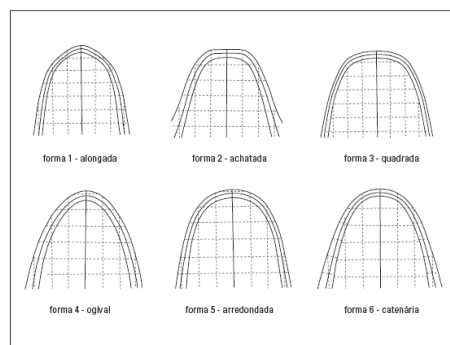 forma 1 - alongada
forma 2 - achatada
forma 3 - quadrada
forma 4 - ogival
forma 5 - arredondada
forma 6 - catenária